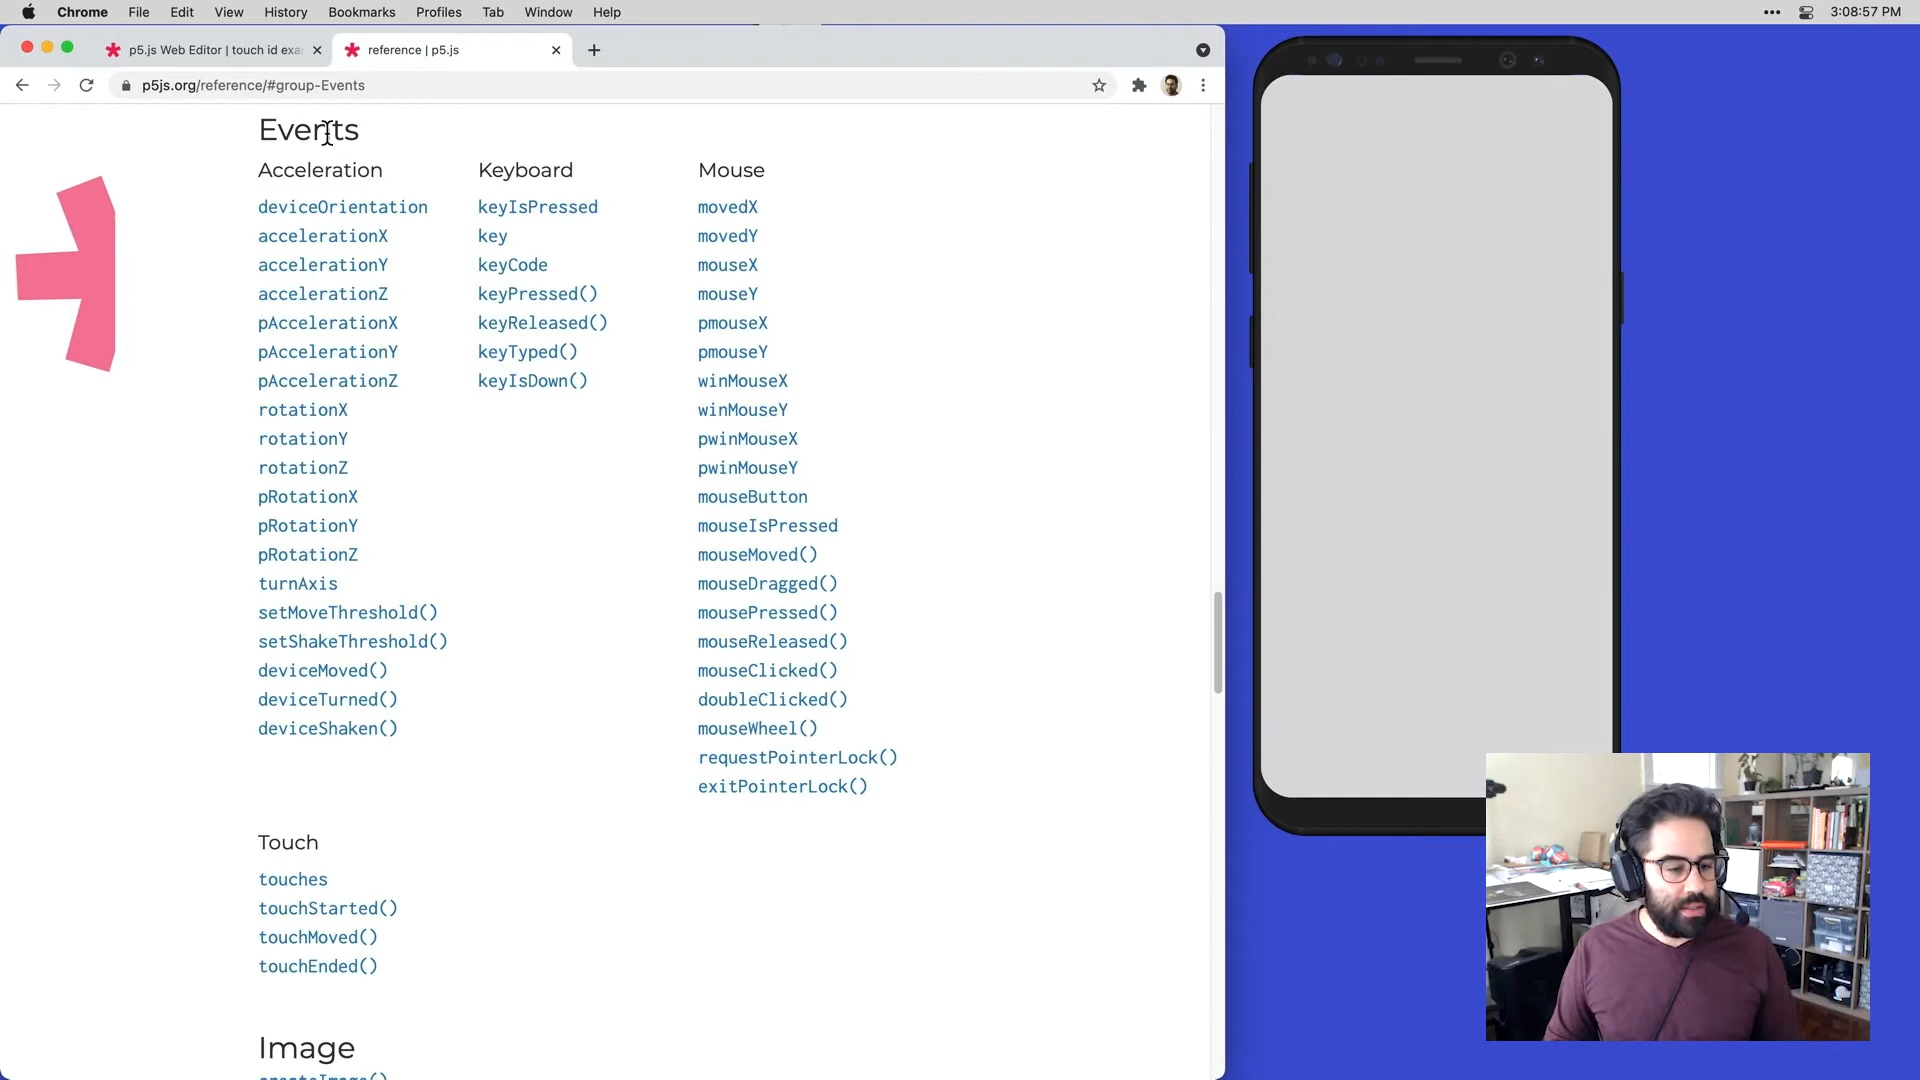 Chrome File Edit View History Bookmarks Profiles Tab Window Help 3:08:57 PM
p5.js Web Editor | touch id exa
reference | p5.js
p5js.org/reference/#group-Events
Events
Acceleration
deviceOrientation
accelerationX
accelerationY
accelerationZ
pAccelerationX
pAccelerationY
pAccelerationZ
rotationX
rotationY
rotationZ
pRotationX
pRotationY
pRotationZ
turnAxis
setMoveThreshold()
setShakeThreshold()
deviceMoved()
deviceTurned()
deviceShaken()
Keyboard
keyIsPressed
key
keyCode
keyPressed()
keyReleased()
keyTyped()
keyIsDown()
Mouse
movedX
movedY
mouseX
mouseY
pmouseX
pmouseY
winMouseX
winMouseY
pwinMouseX
pwinMouseY
mouseButton
mouseIsPressed
mouseMoved()
mouseDragged()
mousePressed()
mouseReleased()
mouseClicked()
doubleClicked()
mouseWheel()
requestPointerLock()
exitPointerLock()
Touch
touches
touchStarted()
touchMoved()
touchEnded()
Image
createImage()